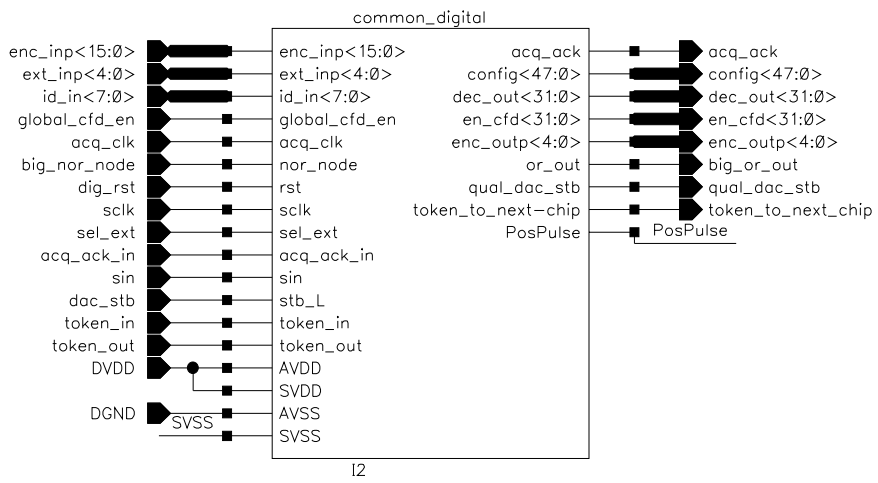 common_digital
enc_inp<15:0> enc_inp<15:0> acq_ack acq_ack
ext_inp<4:0> ext_inp<4:0> config<47:0> config<47:0>
id_in<7:0> id_in<7:0> dec_out<31:0> dec_out<31:0>
global_cfd_en global_cfd_en en_cfd<31:0> en_cfd<31:0>
acq_clk acq_clk enc_outp<4:0> enc_outp<4:0>
big_nor_node nor_node or_out big_or_out
dig_rst rst qual_dac_stb qual_dac_stb
sclk sclk token_to_next-chip token_to_next_chip
sel_ext sel_ext PosPulse PosPulse
acq_ack_in acq_ack_in
sin sin
dac_stb stb_L
token_in token_in
token_out token_out
DVDD AVDD
SVDD
DGND AVSS
SVSS SVSS
I2